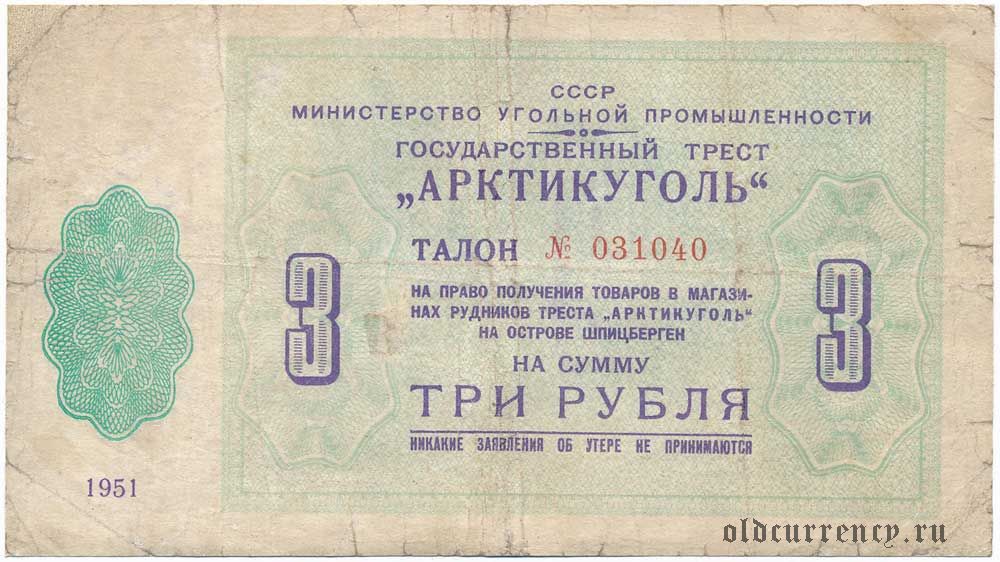 СССР
МИНИСТЕРСТВО УГОЛЬНОЙ ПРОМЫШЛЕННОСТИ
ГОСУДАРСТВЕННЫЙ ТРЕСТ
„АРКТИКУГОЛЬ“
ТАЛОН № 031040
НА ПРАВО ПОЛУЧЕНИЯ ТОВАРОВ В МАГАЗИ-
НАХ РУДНИКОВ ТРЕСТА „АРКТИКУГОЛЬ“
НА ОСТРОВЕ ШПИЦБЕРГЕН
НА СУММУ
3 ТРИ РУБЛЯ 3
НИКАКИЕ ЗАЯВЛЕНИЯ ОБ УТЕРЕ НЕ ПРИНИМАЮТСЯ
1951
oldcurrency.ru